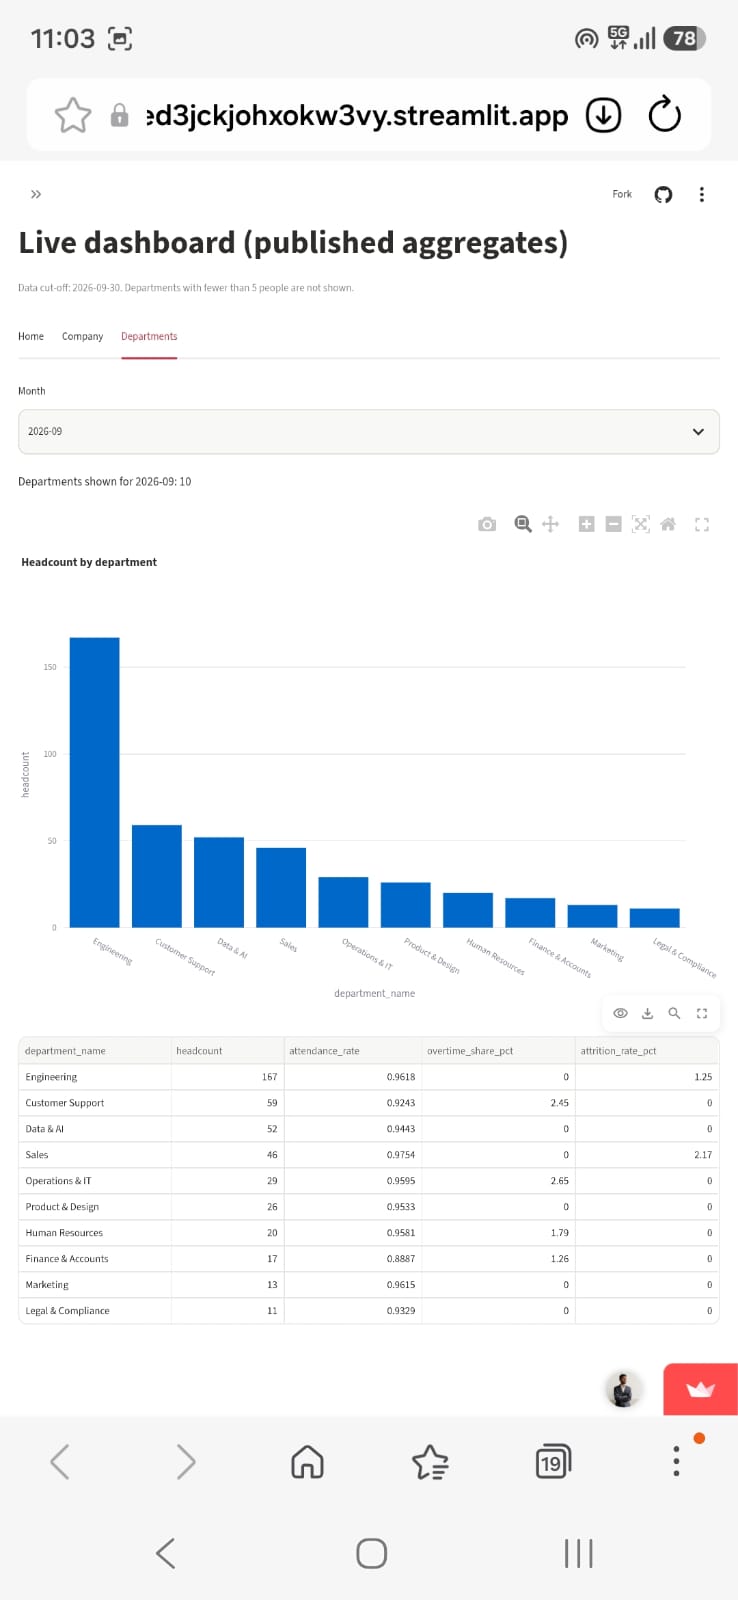 11:03 5G 78
ed3jckjohxokw3vy.streamlit.app
Fork
Live dashboard (published aggregates)
Data cut-off: 2026-09-30. Departments with fewer than 5 people are not shown.
Home Company Departments
Month
2026-09
Departments shown for 2026-09: 10
Headcount by department
150
100
50
0
headcount
Engineering Customer Support Data & AI Sales Operations & IT Product & Design Human Resources Finance & Accounts Marketing Legal & Compliance
department_name
department_name headcount attendance_rate overtime_share_pct attrition_rate_pct
Engineering 167 0.9618 0 1.25
Customer Support 59 0.9243 2.45 0
Data & AI 52 0.9443 0 0
Sales 46 0.9754 0 2.17
Operations & IT 29 0.9595 2.65 0
Product & Design 26 0.9533 0 0
Human Resources 20 0.9581 1.79 0
Finance & Accounts 17 0.8887 1.26 0
Marketing 13 0.9615 0 0
Legal & Compliance 11 0.9329 0 0
19